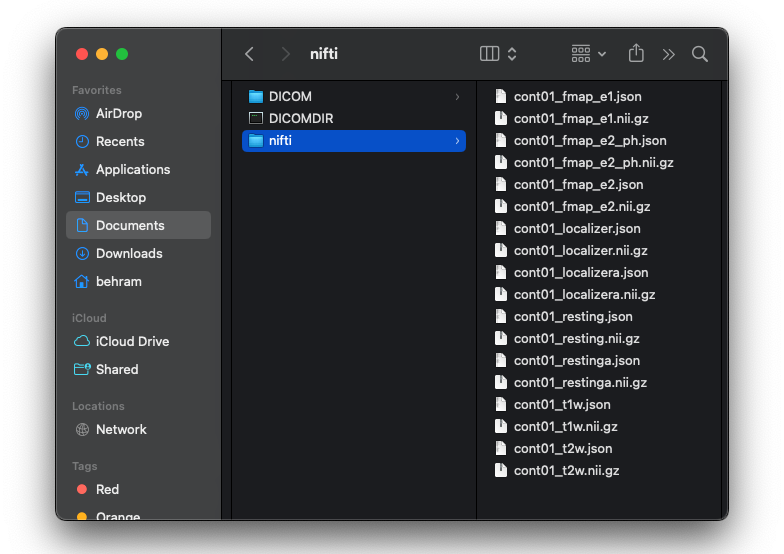 nifti
Favorites
AirDrop
Recents
Applications
Desktop
Documents
Downloads
behram
iCloud
iCloud Drive
Shared
Locations
Network
Tags
Red
Orange
DICOM
DICOMDIR
nifti
cont01_fmap_e1.json
cont01_fmap_e1.nii.gz
cont01_fmap_e2_ph.json
cont01_fmap_e2_ph.nii.gz
cont01_fmap_e2.json
cont01_fmap_e2.nii.gz
cont01_localizer.json
cont01_localizer.nii.gz
cont01_localizera.json
cont01_localizera.nii.gz
cont01_resting.json
cont01_resting.nii.gz
cont01_restinga.json
cont01_restinga.nii.gz
cont01_t1w.json
cont01_t1w.nii.gz
cont01_t2w.json
cont01_t2w.nii.gz